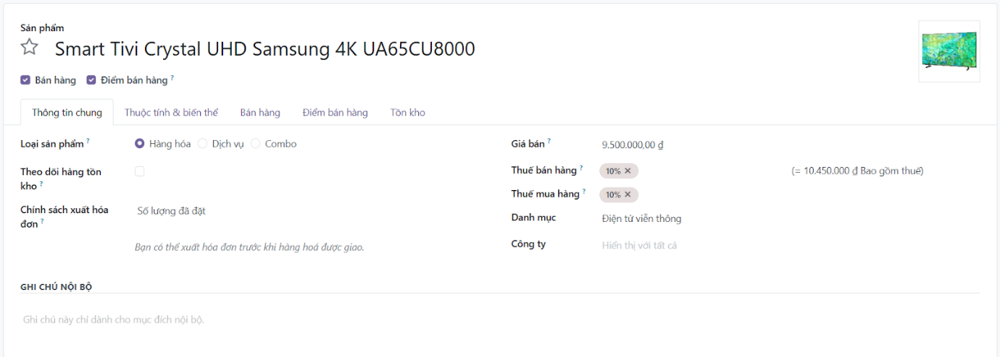 Sản phẩm
Smart Tivi Crystal UHD Samsung 4K UA65CU8000
Bán hàng Điểm bán hàng ?
Thông tin chung Thuộc tính & biến thể Bán hàng Điểm bán hàng Tồn kho
Loại sản phẩm ? Hàng hóa Dịch vụ Combo
Theo dõi hàng tồn
kho ?
Chính sách xuất hóa
đơn ?
Số lượng đã đặt
Bạn có thể xuất hóa đơn trước khi hàng hoá được giao.
Giá bán ? 9.500.000,00 ₫
Thuế bán hàng ? 10% × (= 10.450.000 ₫ Bao gồm thuế)
Thuế mua hàng ? 10% ×
Danh mục Điện tử viễn thông
Công ty Hiển thị với tất cả
GHI CHÚ NỘI BỘ
Ghi chú này chỉ dành cho mục đích nội bộ.